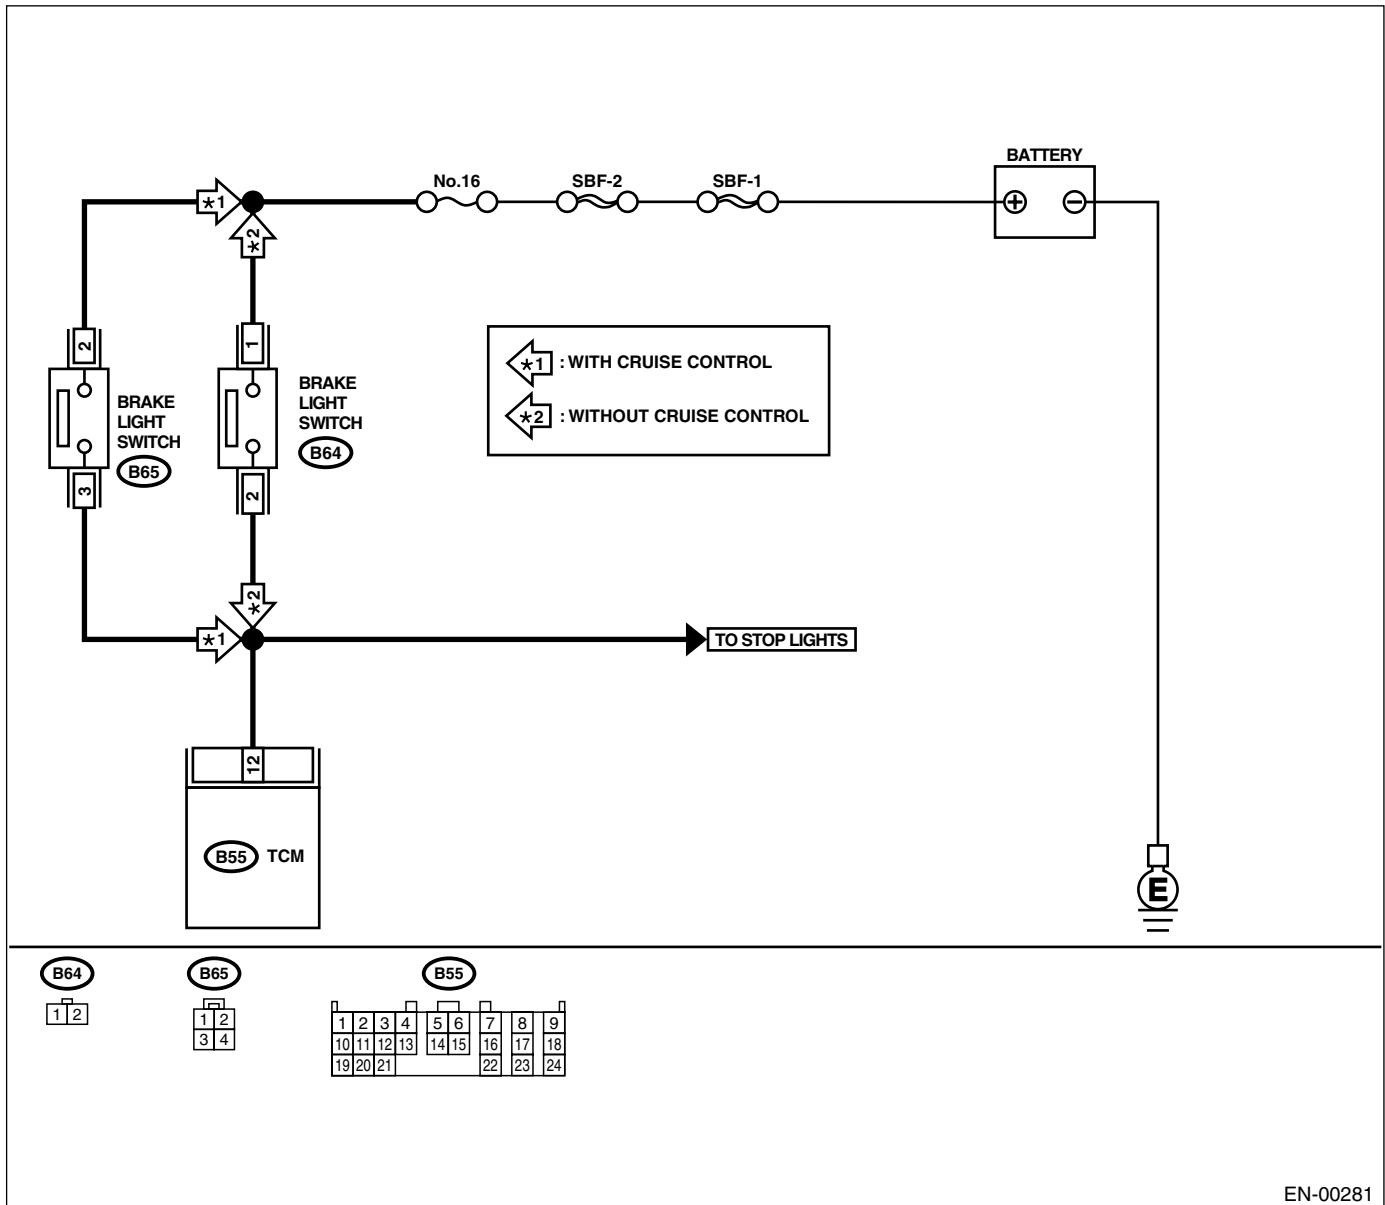 BATTERY
No.16
SBF-2
SBF-1
+
−
*1
*2
2
1
*1 : WITH CRUISE CONTROL
*2 : WITHOUT CRUISE CONTROL
BRAKE
LIGHT
SWITCH
B65
BRAKE
LIGHT
SWITCH
B64
3
2
*2
*1
TO STOP LIGHTS
12
B55 TCM
E
B64
B65
B55
1 2
1 2
3 4
1 2 3 4 5 6 7 8 9
10 11 12 13 14 15 16 17 18
19 20 21 22 23 24
EN-00281